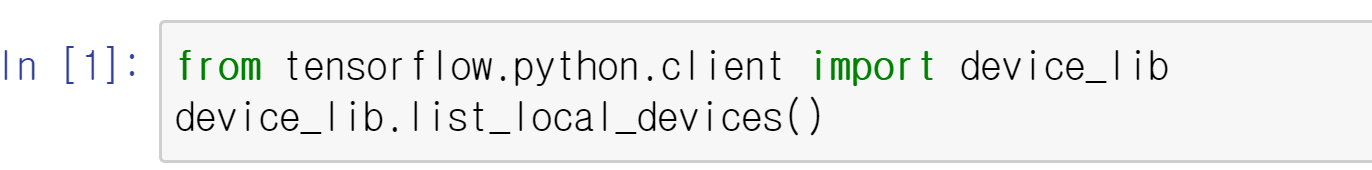 In [1]: from tensorflow.python.client import device_lib
device_lib.list_local_devices()